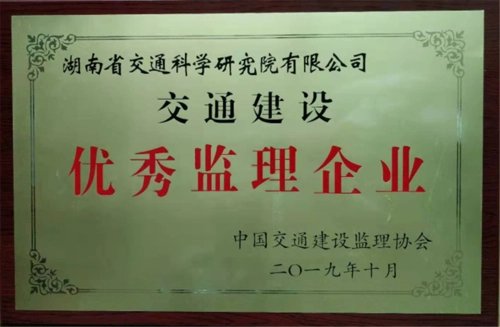 湖南省交通科学研究院有限公司
交通建设
优秀监理企业
中国交通建设监理协会
二〇一九年十月